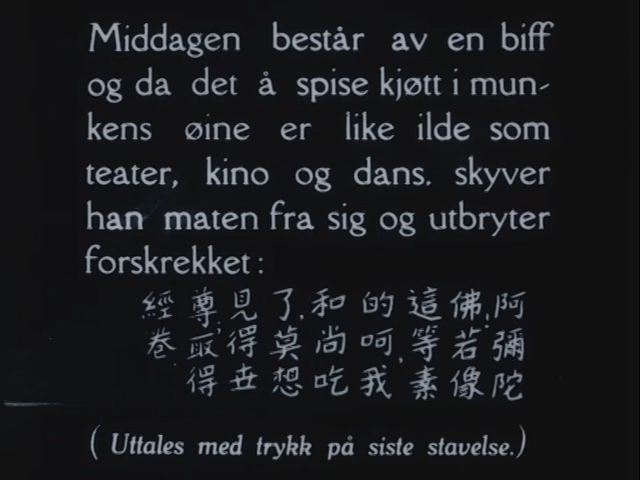 Middagen består av en biff
og da det å spise kjøtt i mun-
kens øine er like ilde som
teater, kino og dans. skyver
han maten fra sig og utbryter
forskrekket:
阿彌陀
佛,若像
這等素
的呵,我
和尚吃
了,莫想
見得世
尊,取得
經卷
(Uttales med trykk på siste stavelse.)